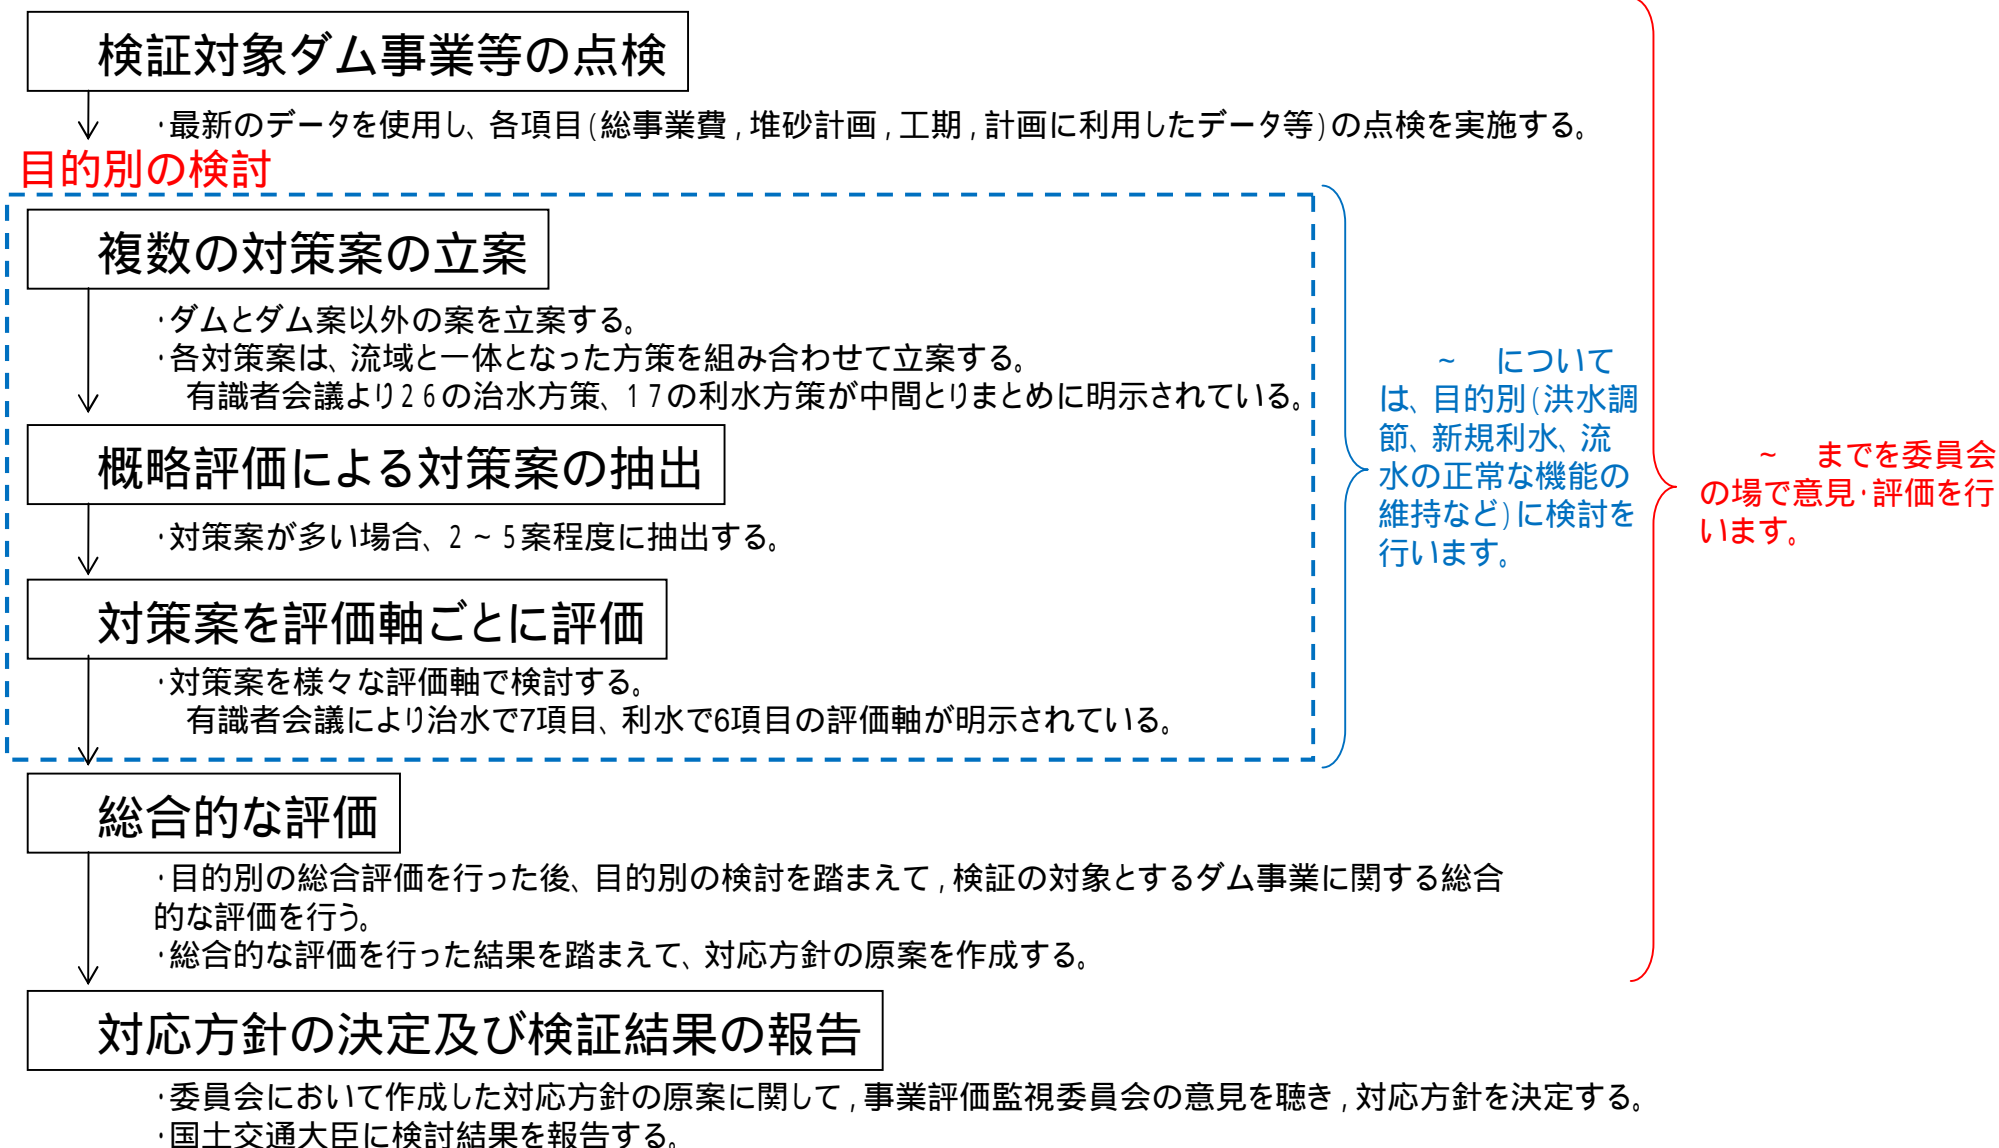 検証対象ダム事業等の点検
・最新のデータを使用し、各項目(総事業費,堆砂計画,工期,計画に利用したデータ等)の点検を実施する。
目的別の検討
複数の対策案の立案
・ダムとダム案以外の案を立案する。
・各対策案は、流域と一体となった方策を組み合わせて立案する。
有識者会議より26の治水方策、17の利水方策が中間とりまとめに明示されている。
概略評価による対策案の抽出
・対策案が多い場合、2~5案程度に抽出する。
対策案を評価軸ごとに評価
・対策案を様々な評価軸で検討する。
有識者会議により治水で7項目、利水で6項目の評価軸が明示されている。
~ について
は、目的別(洪水調
節、新規利水、流
水の正常な機能の
維持など)に検討を
行います。
~ までを委員会
の場で意見・評価を行
います。
総合的な評価
・目的別の総合評価を行った後、目的別の検討を踏まえて,検証の対象とするダム事業に関する総合
的な評価を行う。
・総合的な評価を行った結果を踏まえて、対応方針の原案を作成する。
対応方針の決定及び検証結果の報告
・委員会において作成した対応方針の原案に関して,事業評価監視委員会の意見を聴き,対応方針を決定する。
・国土交通大臣に検討結果を報告する。